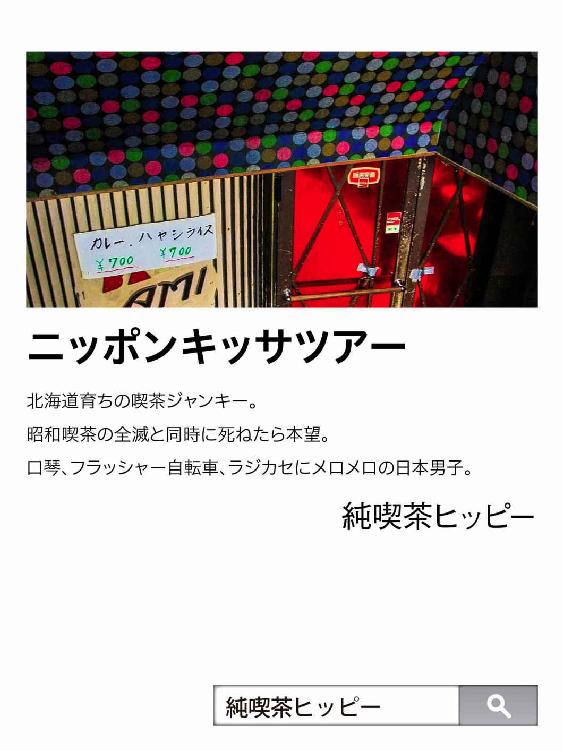 カレー.ハヤシライス
¥700 ¥700
AMI
ニッポンキッサツアー
北海道育ちの喫茶ジャンキー。
昭和喫茶の全滅と同時に死ねたら本望。
口琴、フラッシャー自転車、ラジカセにメロメロの日本男子。
純喫茶ヒッピー
純喫茶ヒッピー